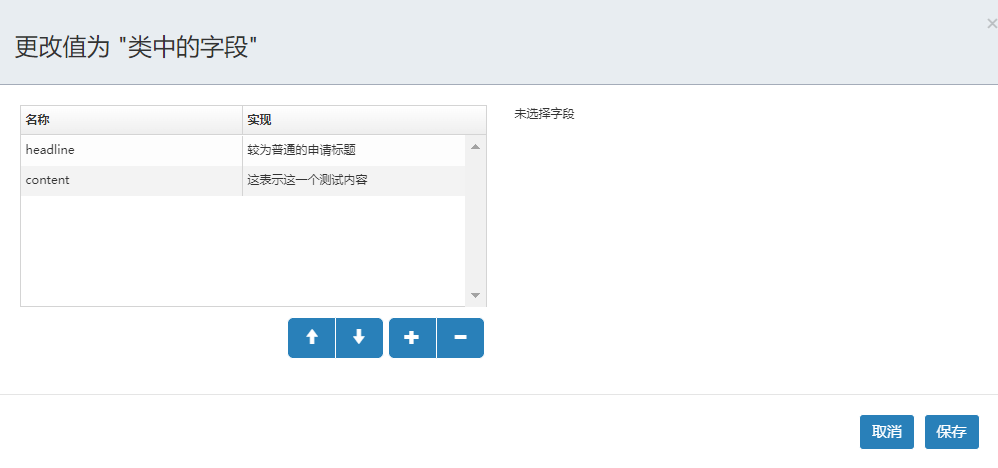 更改值为 "类中的字段"
名称 实现
headline 较为普通的申请标题
content 这表示这一个测试内容
未选择字段
取消 保存